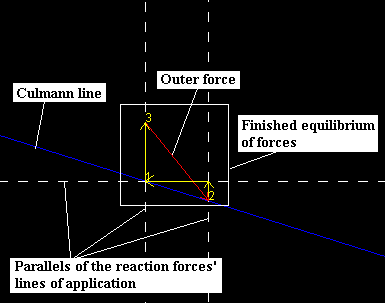 Outer force
Culmann line
3
Finished equilibrium
of forces
1
2
Parallels of the reaction forces'
lines of application